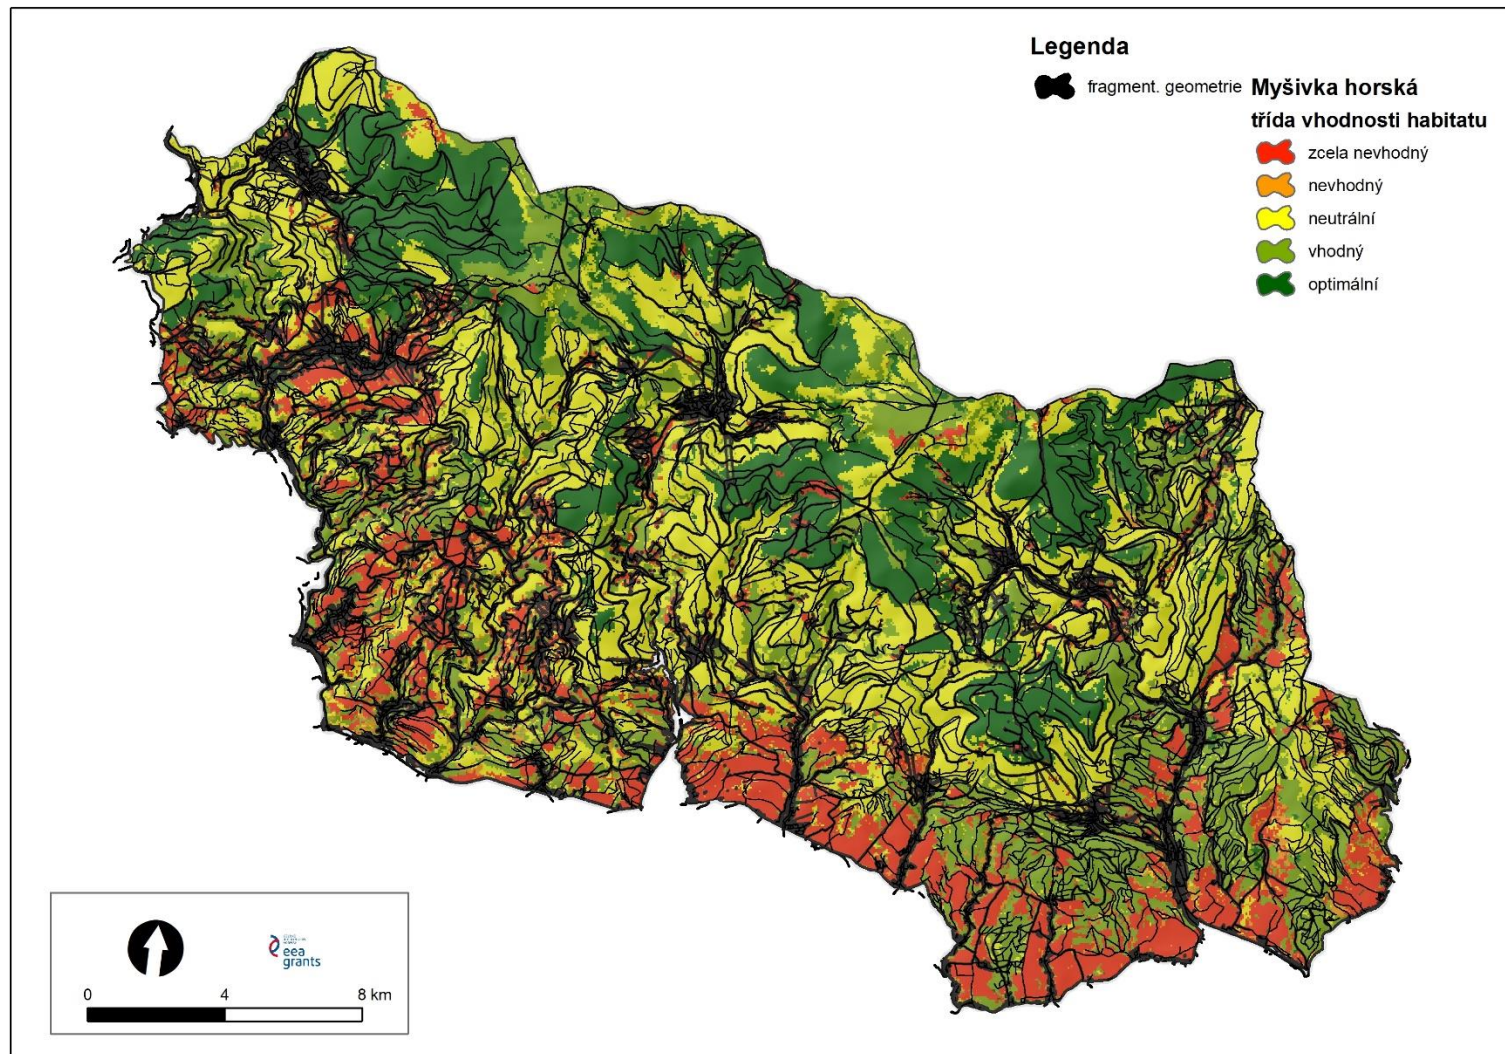 Legenda
fragment. geometrie
Myšivka horská
třída vhodnosti habitatu
zcela nevhodný
nevhodný
neutrální
vhodný
optimální
eea
grants
0 4 8 km